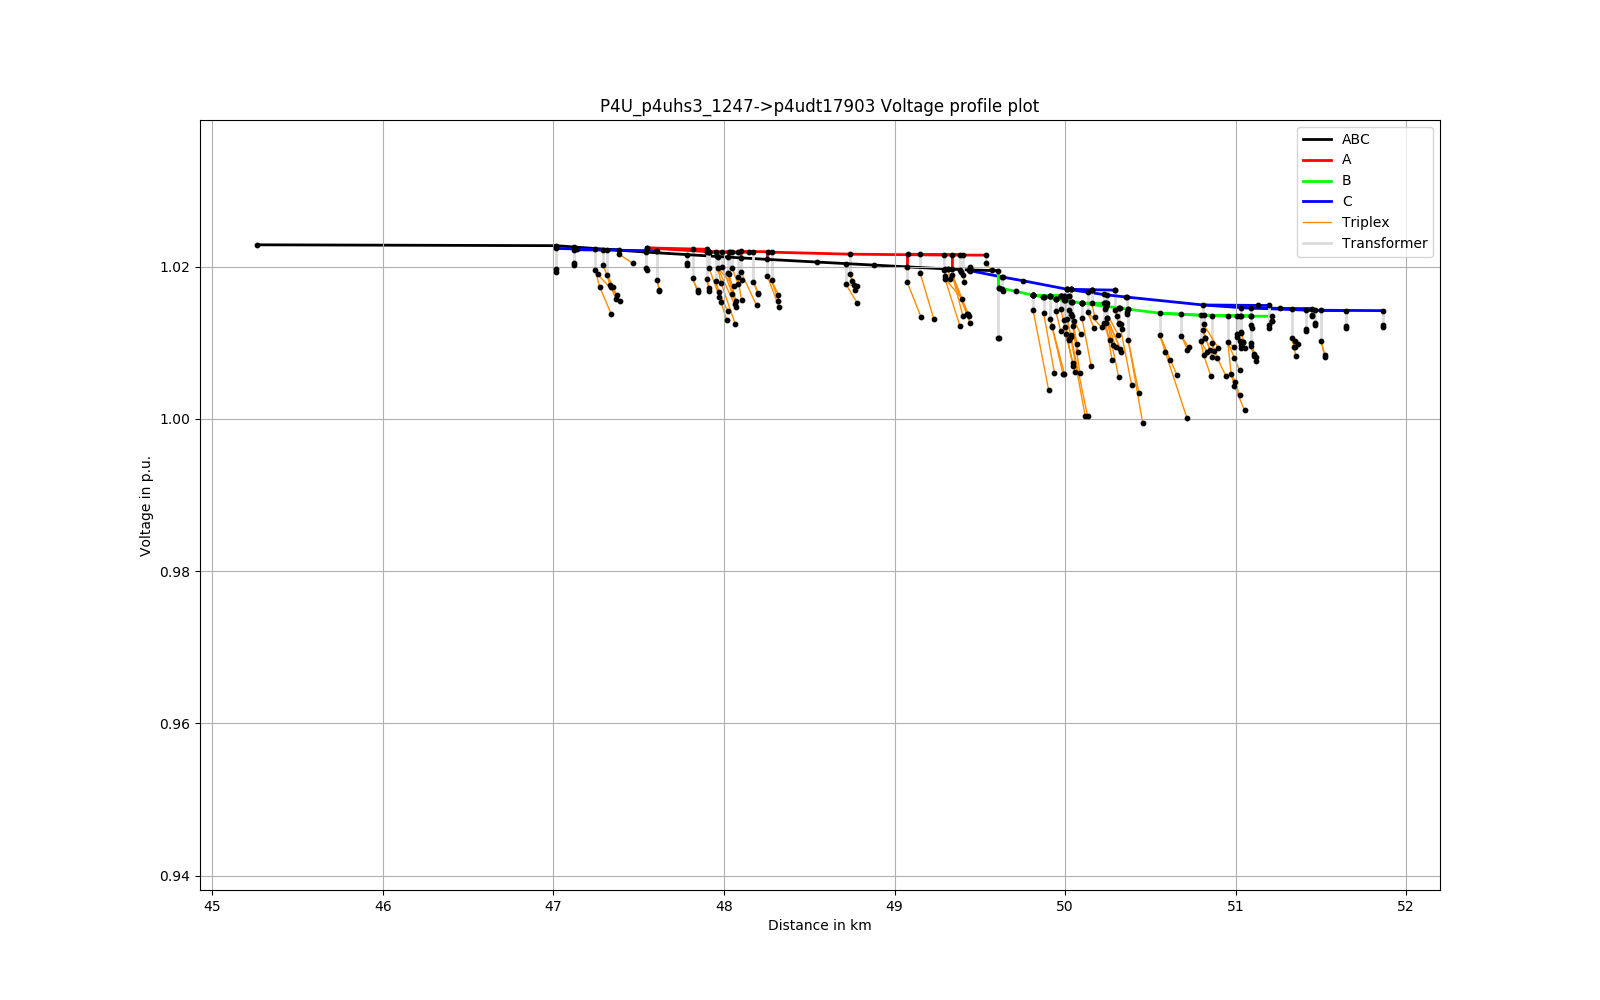 P4U_p4uhs3_1247->p4udt17903 Voltage profile plot
ABC
A
B
C
Triplex
Transformer
Voltage in p.u.
1.02
1.00
0.98
0.96
0.94
45 46 47 48 49 50 51 52
Distance in km